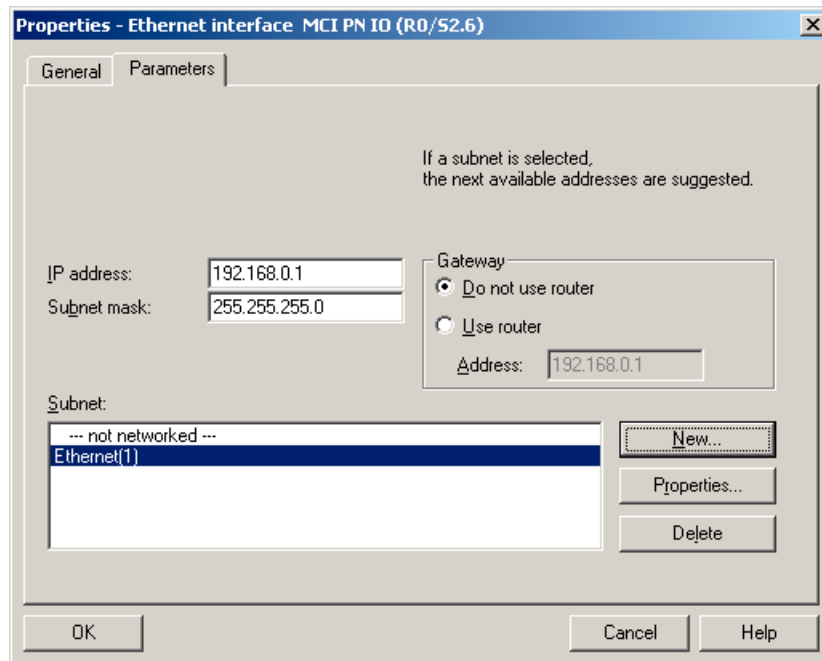 Properties - Ethernet interface MCI PN IO (R0/S2.6)
General
Parameters
If a subnet is selected,
the next available addresses are suggested.
IP address:
192.168.0.1
Subnet mask:
255.255.255.0
Gateway
Do not use router
Use router
Address:
192.168.0.1
Subnet:
--- not networked ---
Ethernet(1)
New...
Properties...
Delete
OK
Cancel
Help